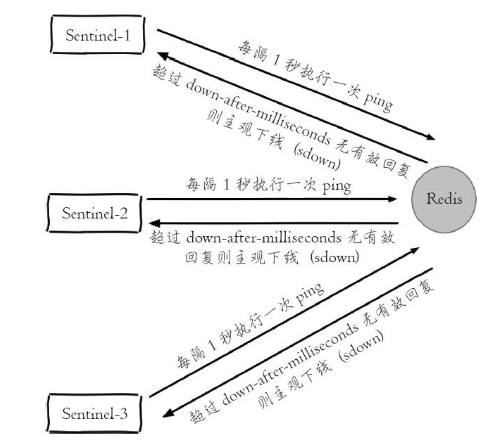 Sentinel-1
每隔 1 秒执行一次 ping
超过 down-after-milliseconds 无有效回复
则主观下线 (sdown)
Redis
Sentinel-2
每隔 1 秒执行一次 ping
超过 down-after-milliseconds 无有效
回复则主观下线 (sdown)
每隔 1 秒执行一次 ping
超过 down-after-milliseconds 无有效回复
则主观下线 (sdown)
Sentinel-3